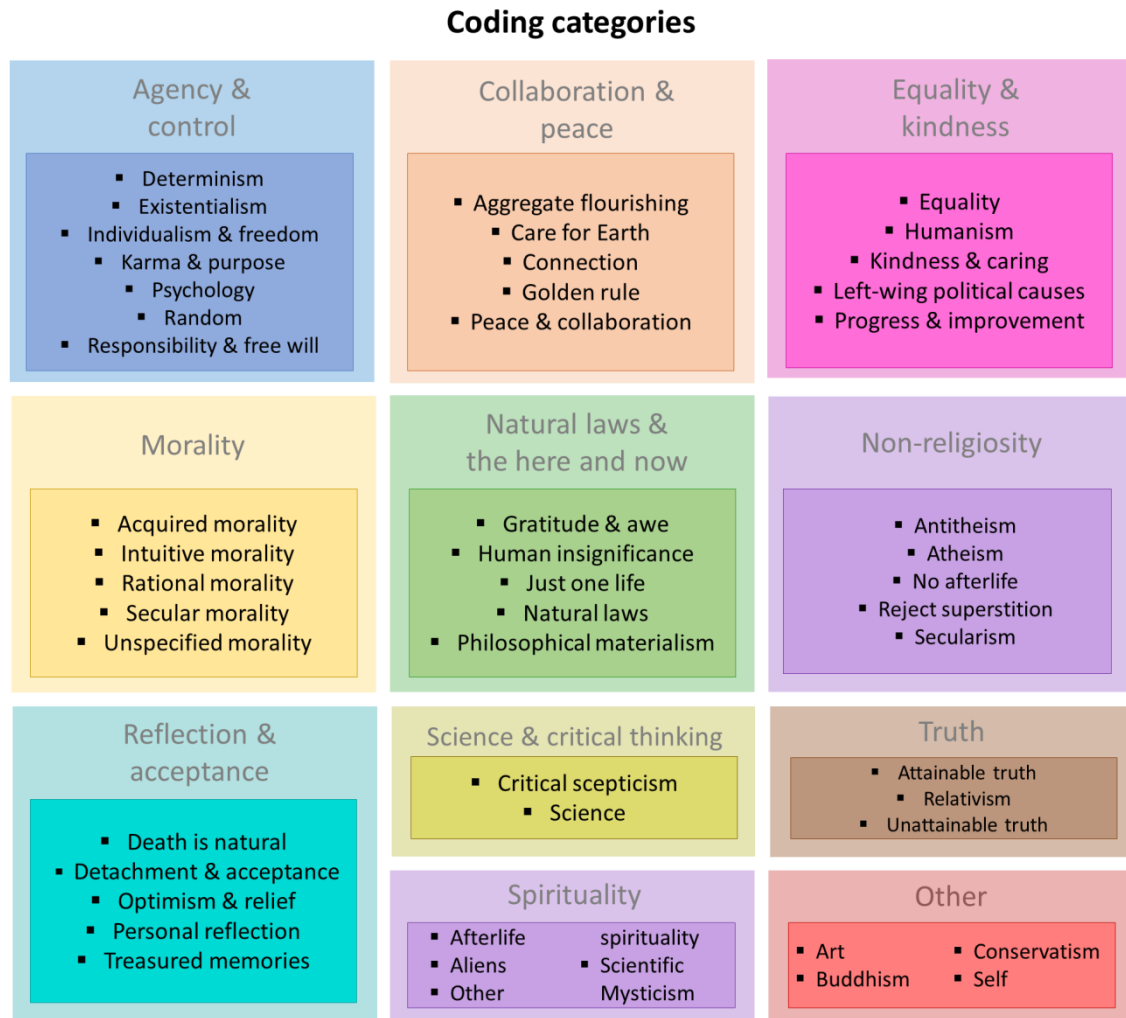 Coding categories
Agency &
control
▪ Determinism
▪ Existentialism
▪ Individualism & freedom
▪ Karma & purpose
▪ Psychology
▪ Random
▪ Responsibility & free will
Collaboration &
peace
▪ Aggregate flourishing
▪ Care for Earth
▪ Connection
▪ Golden rule
▪ Peace & collaboration
Equality &
kindness
▪ Equality
▪ Humanism
▪ Kindness & caring
▪ Left-wing political causes
▪ Progress & improvement
Morality
▪ Acquired morality
▪ Intuitive morality
▪ Rational morality
▪ Secular morality
▪ Unspecified morality
Natural laws &
the here and now
▪ Gratitude & awe
▪ Human insignificance
▪ Just one life
▪ Natural laws
▪ Philosophical materialism
Non-religiosity
▪ Antitheism
▪ Atheism
▪ No afterlife
▪ Reject superstition
▪ Secularism
Reflection &
acceptance
▪ Death is natural
▪ Detachment & acceptance
▪ Optimism & relief
▪ Personal reflection
▪ Treasured memories
Science & critical thinking
▪ Critical scepticism
▪ Science
Truth
▪ Attainable truth
▪ Relativism
▪ Unattainable truth
Spirituality
▪ Afterlife
▪ Aliens
▪ Other
spirituality
▪ Scientific
Mysticism
Other
▪ Art
▪ Buddhism
▪ Conservatism
▪ Self